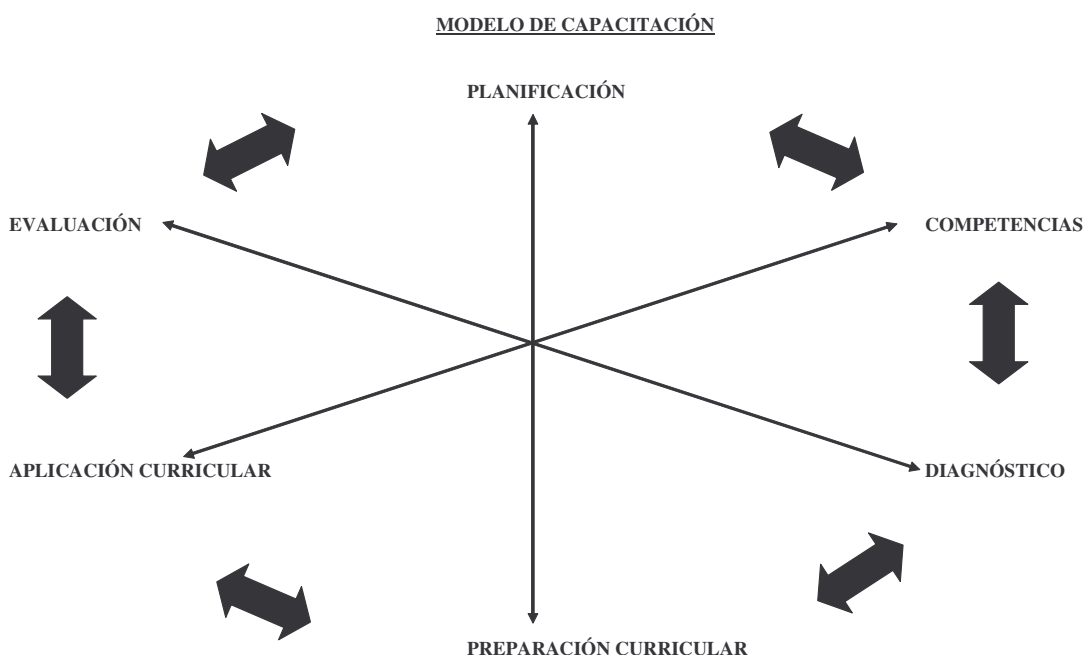 MODELO DE CAPACITACIÓN
PLANIFICACIÓN
EVALUACIÓN
COMPETENCIAS
APLICACIÓN CURRICULAR
DIAGNÓSTICO
PREPARACIÓN CURRICULAR